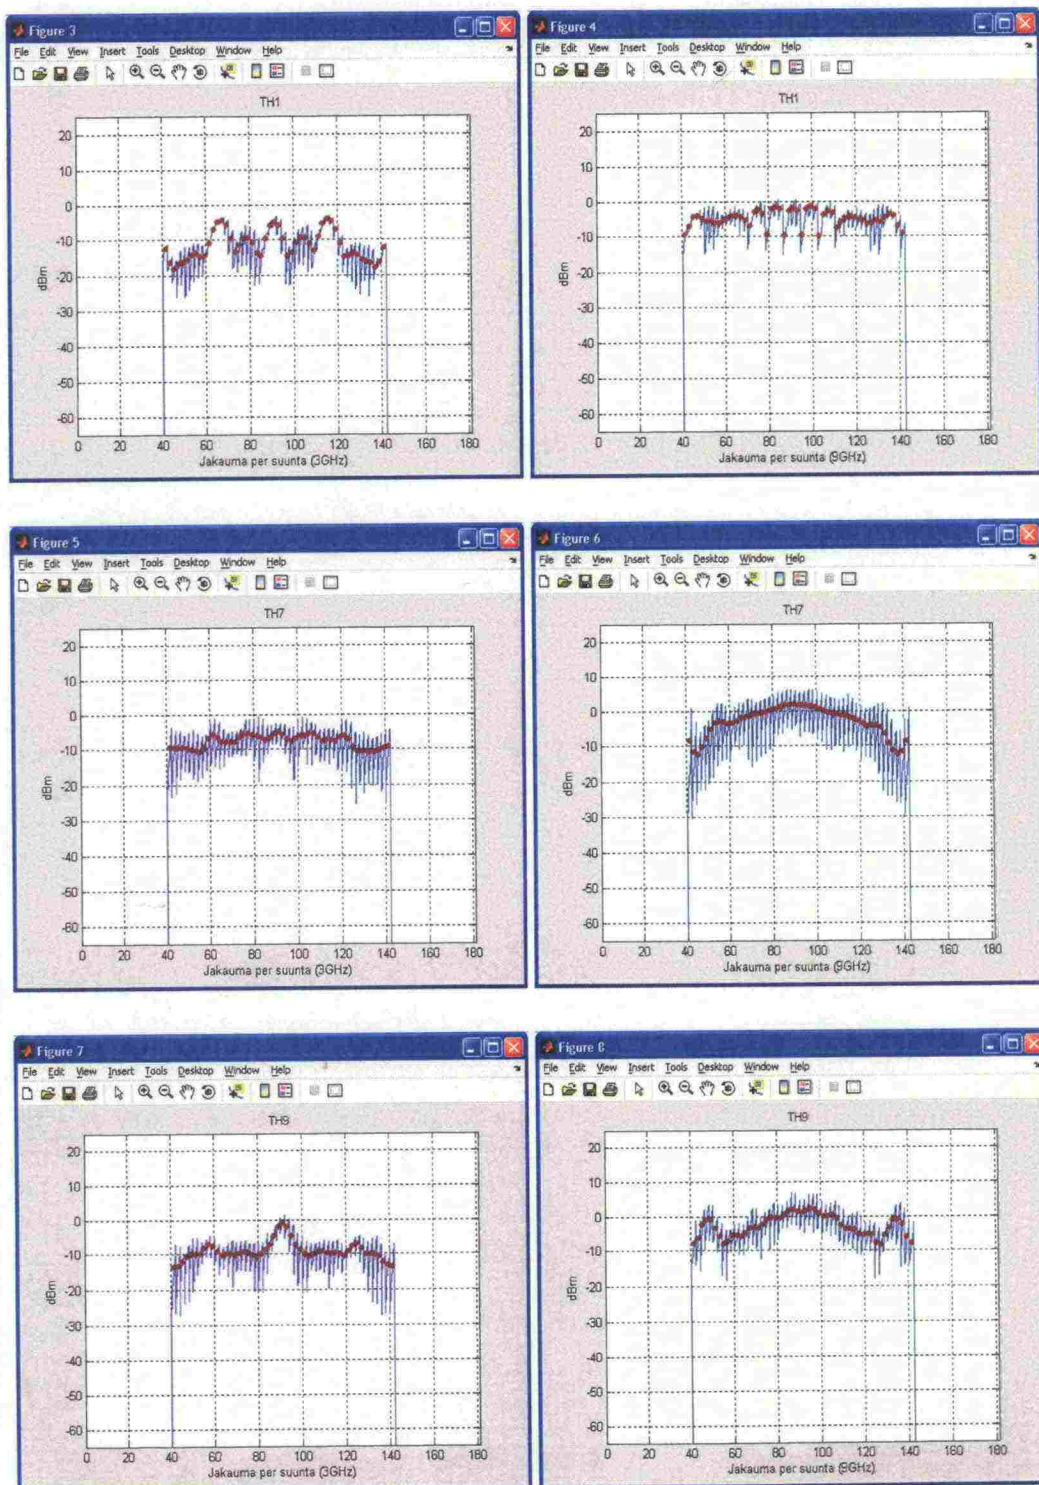 Figure 3
File Edit View Insert Tools Desktop Window Help
TH1
20
10
0
-10
-20
-30
-40
-50
-60
dBm
0 20 40 60 80 100 120 140 160 180
Jakauma per suunta (3GHz)
Figure 4
File Edit View Insert Tools Desktop Window Help
TH1
20
10
0
-10
-20
-30
-40
-50
-60
dBm
0 20 40 60 80 100 120 140 160 180
Jakauma per suunta (9GHz)
Figure 5
File Edit View Insert Tools Desktop Window Help
TH7
20
10
0
-10
-20
-30
-40
-50
-60
dBm
0 20 40 60 80 100 120 140 160 180
Jakauma per suunta (3GHz)
Figure 6
File Edit View Insert Tools Desktop Window Help
TH7
20
10
0
-10
-20
-30
-40
-50
-60
dBm
0 20 40 60 80 100 120 140 160 180
Jakauma per suunta (9GHz)
Figure 7
File Edit View Insert Tools Desktop Window Help
TH9
20
10
0
-10
-20
-30
-40
-50
-60
dBm
0 20 40 60 80 100 120 140 160 180
Jakauma per suunta (3GHz)
Figure 8
File Edit View Insert Tools Desktop Window Help
TH9
20
10
0
-10
-20
-30
-40
-50
-60
dBm
0 20 40 60 80 100 120 140 160 180
Jakauma per suunta (9GHz)